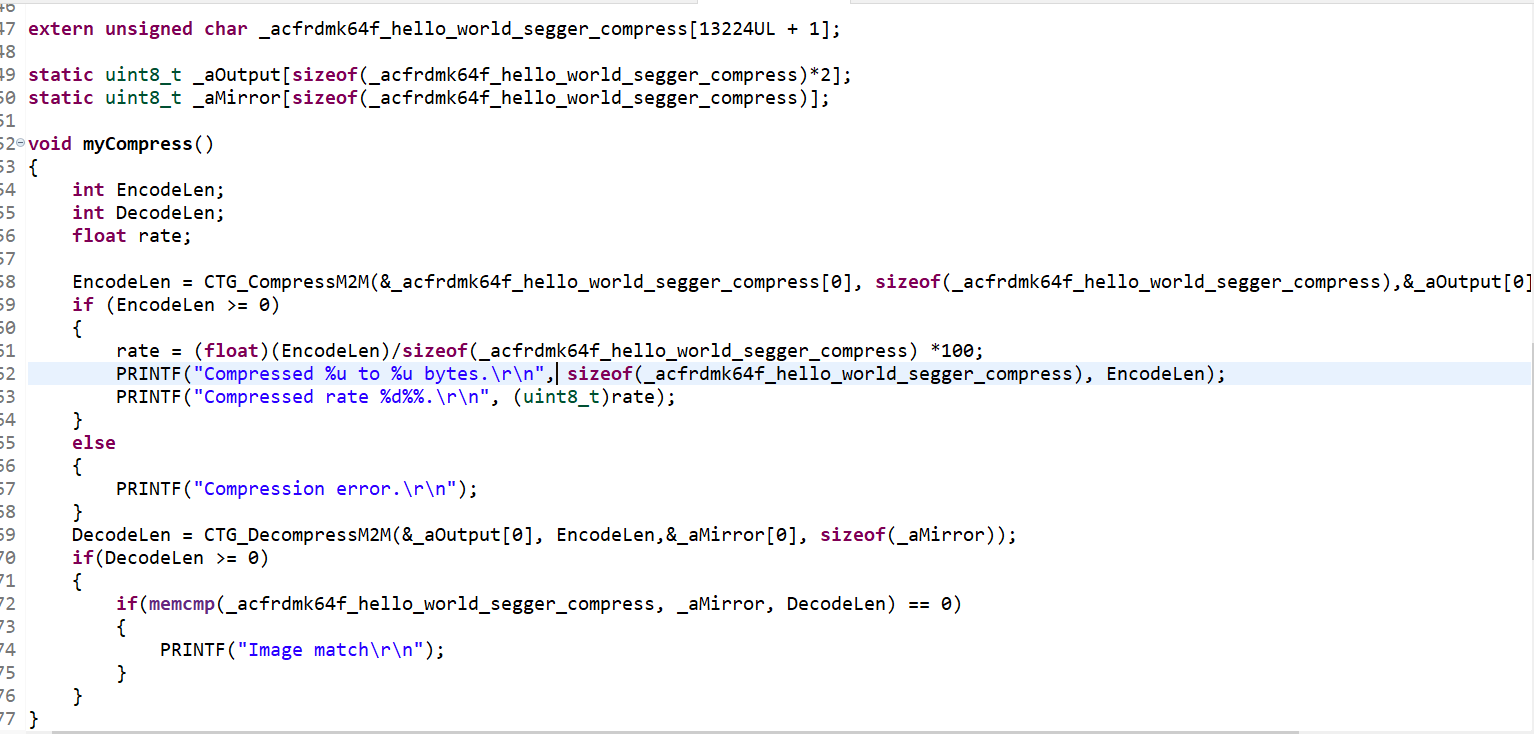 46
47 extern unsigned char _acfrdmk64f_hello_world_segger_compress[13224UL + 1];
48
49 static uint8_t _aOutput[sizeof(_acfrdmk64f_hello_world_segger_compress)*2];
50 static uint8_t _aMirror[sizeof(_acfrdmk64f_hello_world_segger_compress)];
51
52 void myCompress()
53 {
54     int EncodeLen;
55     int DecodeLen;
56     float rate;
57
58     EncodeLen = CTG_CompressM2M(&_acfrdmk64f_hello_world_segger_compress[0], sizeof(_acfrdmk64f_hello_world_segger_compress),&_aOutput[0]
59     if (EncodeLen >= 0)
60     {
61         rate = (float)(EncodeLen)/sizeof(_acfrdmk64f_hello_world_segger_compress) *100;
62         PRINTF("Compressed %u to %u bytes.\r\n", sizeof(_acfrdmk64f_hello_world_segger_compress), EncodeLen);
63         PRINTF("Compressed rate %d%%.\r\n", (uint8_t)rate);
64     }
65     else
66     {
67         PRINTF("Compression error.\r\n");
68     }
69     DecodeLen = CTG_DecompressM2M(&_aOutput[0], EncodeLen,&_aMirror[0], sizeof(_aMirror));
70     if(DecodeLen >= 0)
71     {
72         if(memcmp(_acfrdmk64f_hello_world_segger_compress, _aMirror, DecodeLen) == 0)
73         {
74             PRINTF("Image match\r\n");
75         }
76     }
77 }